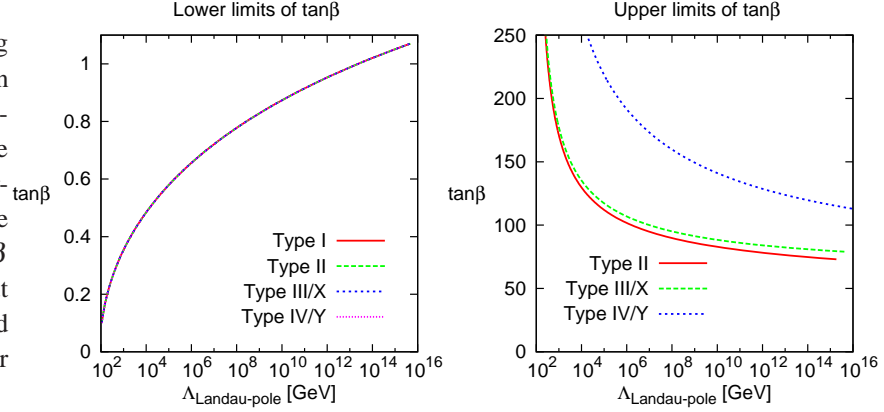 Lower limits of tanβ
tanβ
1
0.8
0.6
0.4
0.2
0
Type I
Type II
Type III/X
Type IV/Y
10^2 10^4 10^6 10^8 10^10 10^12 10^14 10^16
Λ_Landau-pole [GeV]
Upper limits of tanβ
tanβ
250
200
150
100
50
0
Type II
Type III/X
Type IV/Y
10^2 10^4 10^6 10^8 10^10 10^12 10^14 10^16
Λ_Landau-pole [GeV]